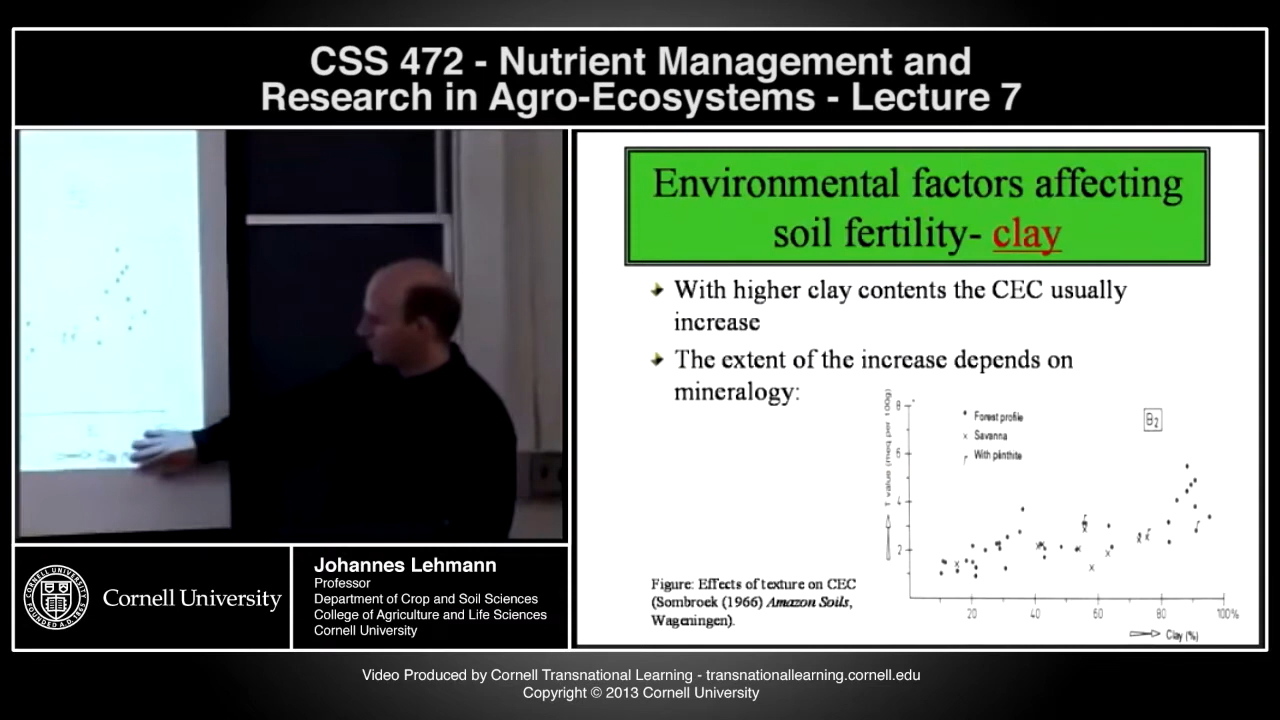 CSS 472 - Nutrient Management and
Research in Agro-Ecosystems - Lecture 7
Environmental factors affecting
soil fertility- clay
With higher clay contents the CEC usually
increase
The extent of the increase depends on
mineralogy:
T value (meq per 100g)
8
6
4
2
Forest profile
Savanna
With plinthite
B2
20
40
60
80
100%
Clay (%)
Figure: Effects of texture on CEC
(Sombroek (1966) Amazon Soils,
Wageningen).
Cornell University
Johannes Lehmann
Professor
Department of Crop and Soil Sciences
College of Agriculture and Life Sciences
Cornell University
Video Produced by Cornell Transnational Learning - transnationallearning.cornell.edu
Copyright © 2013 Cornell University